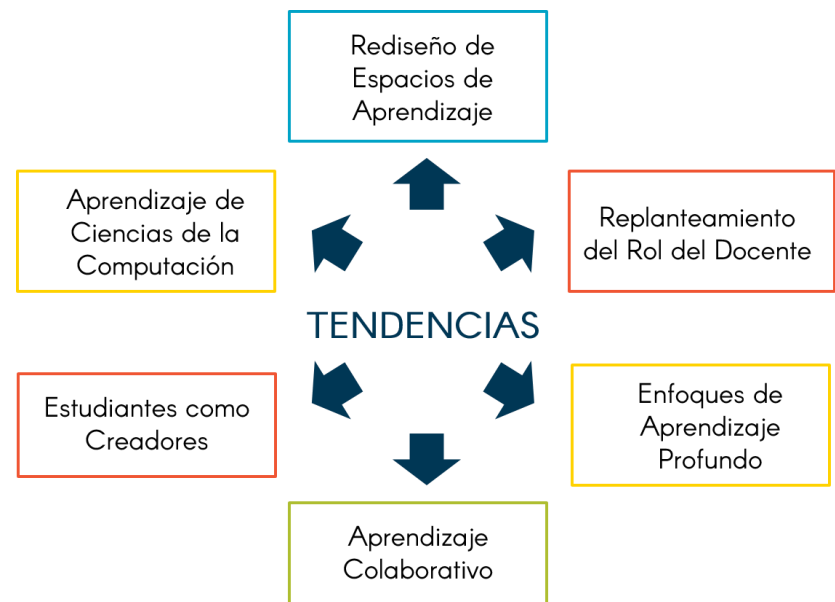 Rediseño de
Espacios de
Aprendizaje
Aprendizaje de
Ciencias de la
Computación
Replanteamiento
del Rol del Docente
TENDENCIAS
Estudiantes como
Creadores
Enfoques de
Aprendizaje
Profundo
Aprendizaje
Colaborativo